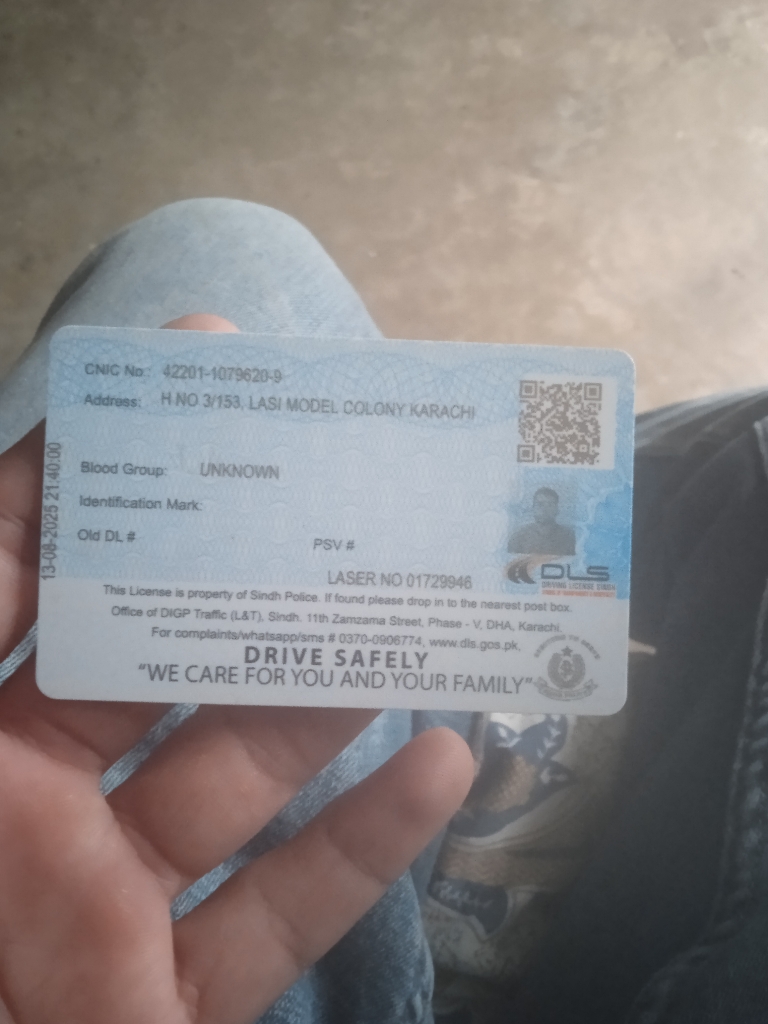 CNIC No: 42201-1079620-9
Address: H NO 3/153, LASI MODEL COLONY KARACHI
Blood Group: UNKNOWN
Identification Mark:
Old DL # PSV #
LASER NO 01729946
13-08-2025 21:40:00
DLS
DRIVING LICENSE SINDH
This License is property of Sindh Police. If found please drop in to the nearest post box.
Office of DIGP Traffic (L&T), Sindh. 11th Zamzama Street, Phase - V, DHA, Karachi.
For complaints/whatsapp/sms # 0370-0906774, www.dls.gos.pk,
DRIVE SAFELY
"WE CARE FOR YOU AND YOUR FAMILY"